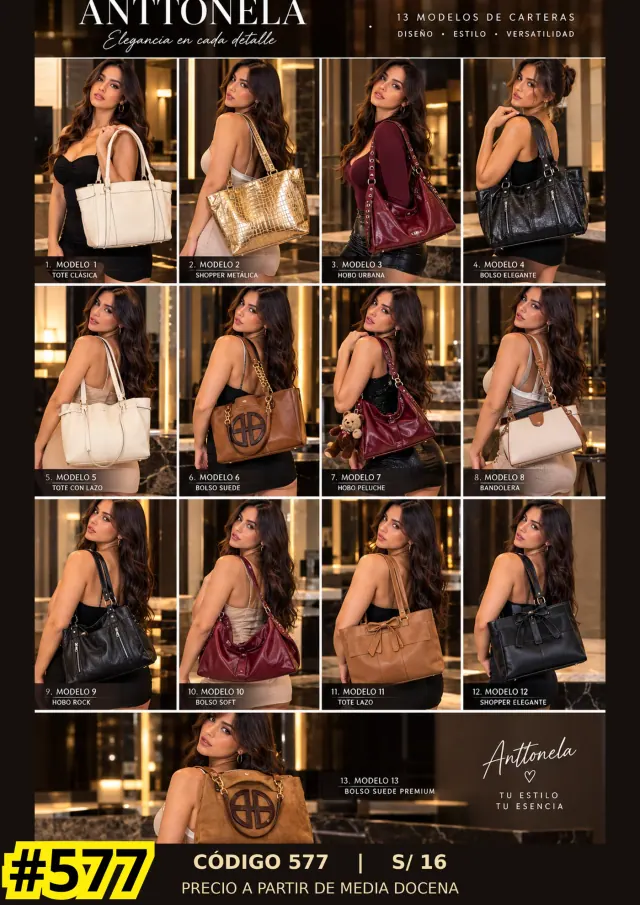 ANTTONELA
Elegancia en cada detalle
13 MODELOS DE CARTERAS
DISEÑO • ESTILO • VERSATILIDAD
1. MODELO 1
TOTE CLÁSICA
2. MODELO 2
SHOPPER METÁLICA
3. MODELO 3
HOBO URBANA
4. MODELO 4
BOLSO ELEGANTE
5. MODELO 5
TOTE CON LAZO
6. MODELO 6
BOLSO SUEDE
7. MODELO 7
HOBO PELUCHE
8. MODELO 8
BANDOLERA
9. MODELO 9
HOBO ROCK
10. MODELO 10
BOLSO SOFT
11. MODELO 11
TOTE LAZO
12. MODELO 12
SHOPPER ELEGANTE
13. MODELO 13
BOLSO SUEDE PREMIUM
Anttonela
TU ESTILO
TU ESENCIA
#577
CÓDIGO 577 | S/ 16
PRECIO A PARTIR DE MEDIA DOCENA